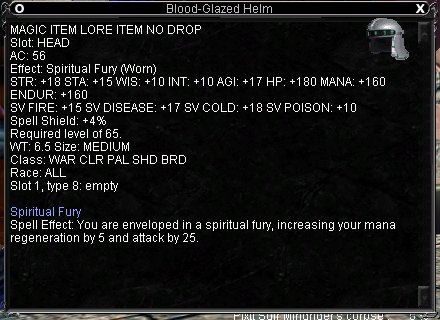 O Blood-Glazed Helm X
MAGIC ITEM LORE ITEM NO DROP
Slot: HEAD
AC: 56
Effect: Spiritual Fury (Worn)
STR: +18 STA: +15 WIS: +10 INT: +10 AGI: +17 HP: +180 MANA: +160
ENDUR: +160
SV FIRE: +15 SV DISEASE: +17 SV COLD: +18 SV POISON: +10
Spell Shield: +4%
Required level of 65.
WT: 6.5 Size: MEDIUM
Class: WAR CLR PAL SHD BRD
Race: ALL
Slot 1, type 8: empty
Spiritual Fury
Spell Effect: You are enveloped in a spiritual fury, increasing your mana
regeneration by 5 and attack by 25.
corpse